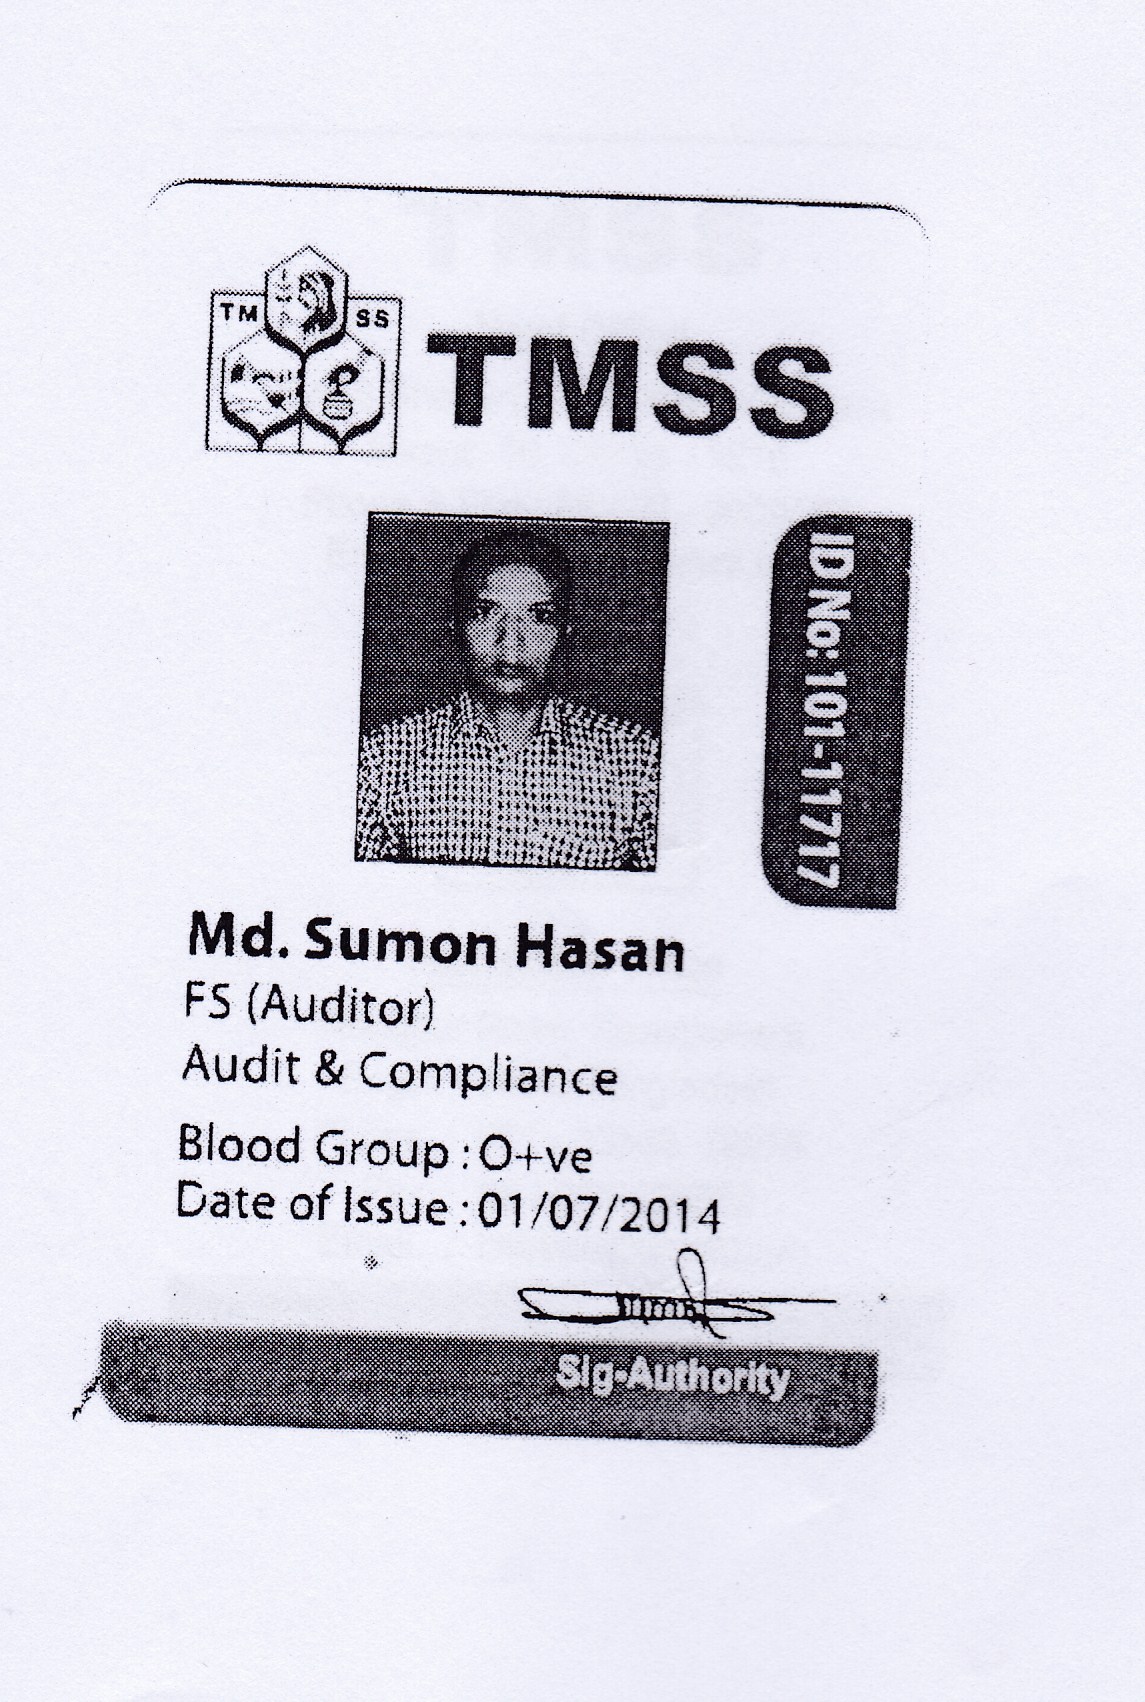 TM SS
TMSS
ID No: 101-11717
Md. Sumon Hasan
FS (Auditor)
Audit & Compliance
Blood Group : O+ve
Date of Issue : 01/07/2014
Sig-Authority